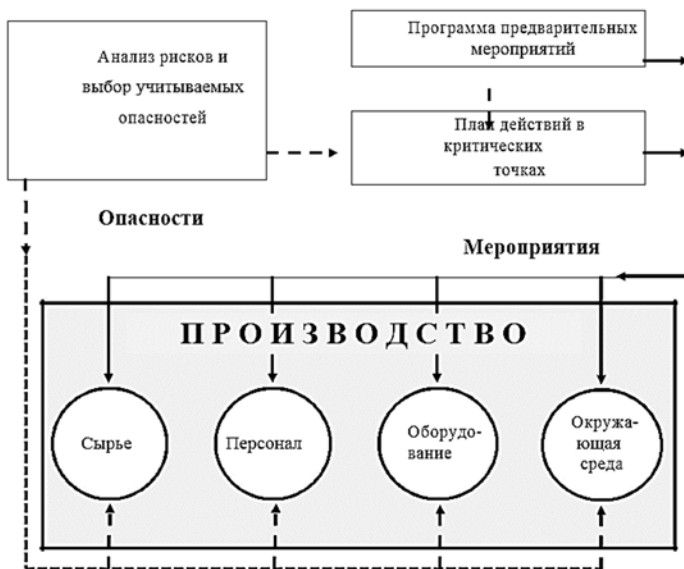 Анализ рисков и
выбор учитываемых
опасностей
Программа предварительных
мероприятий
План действий в
критических
точках
Опасности
Мероприятия
ПРОИЗВОДСТВО
Сырье
Персонал
Оборудо-
вание
Окружа-
ющая
среда